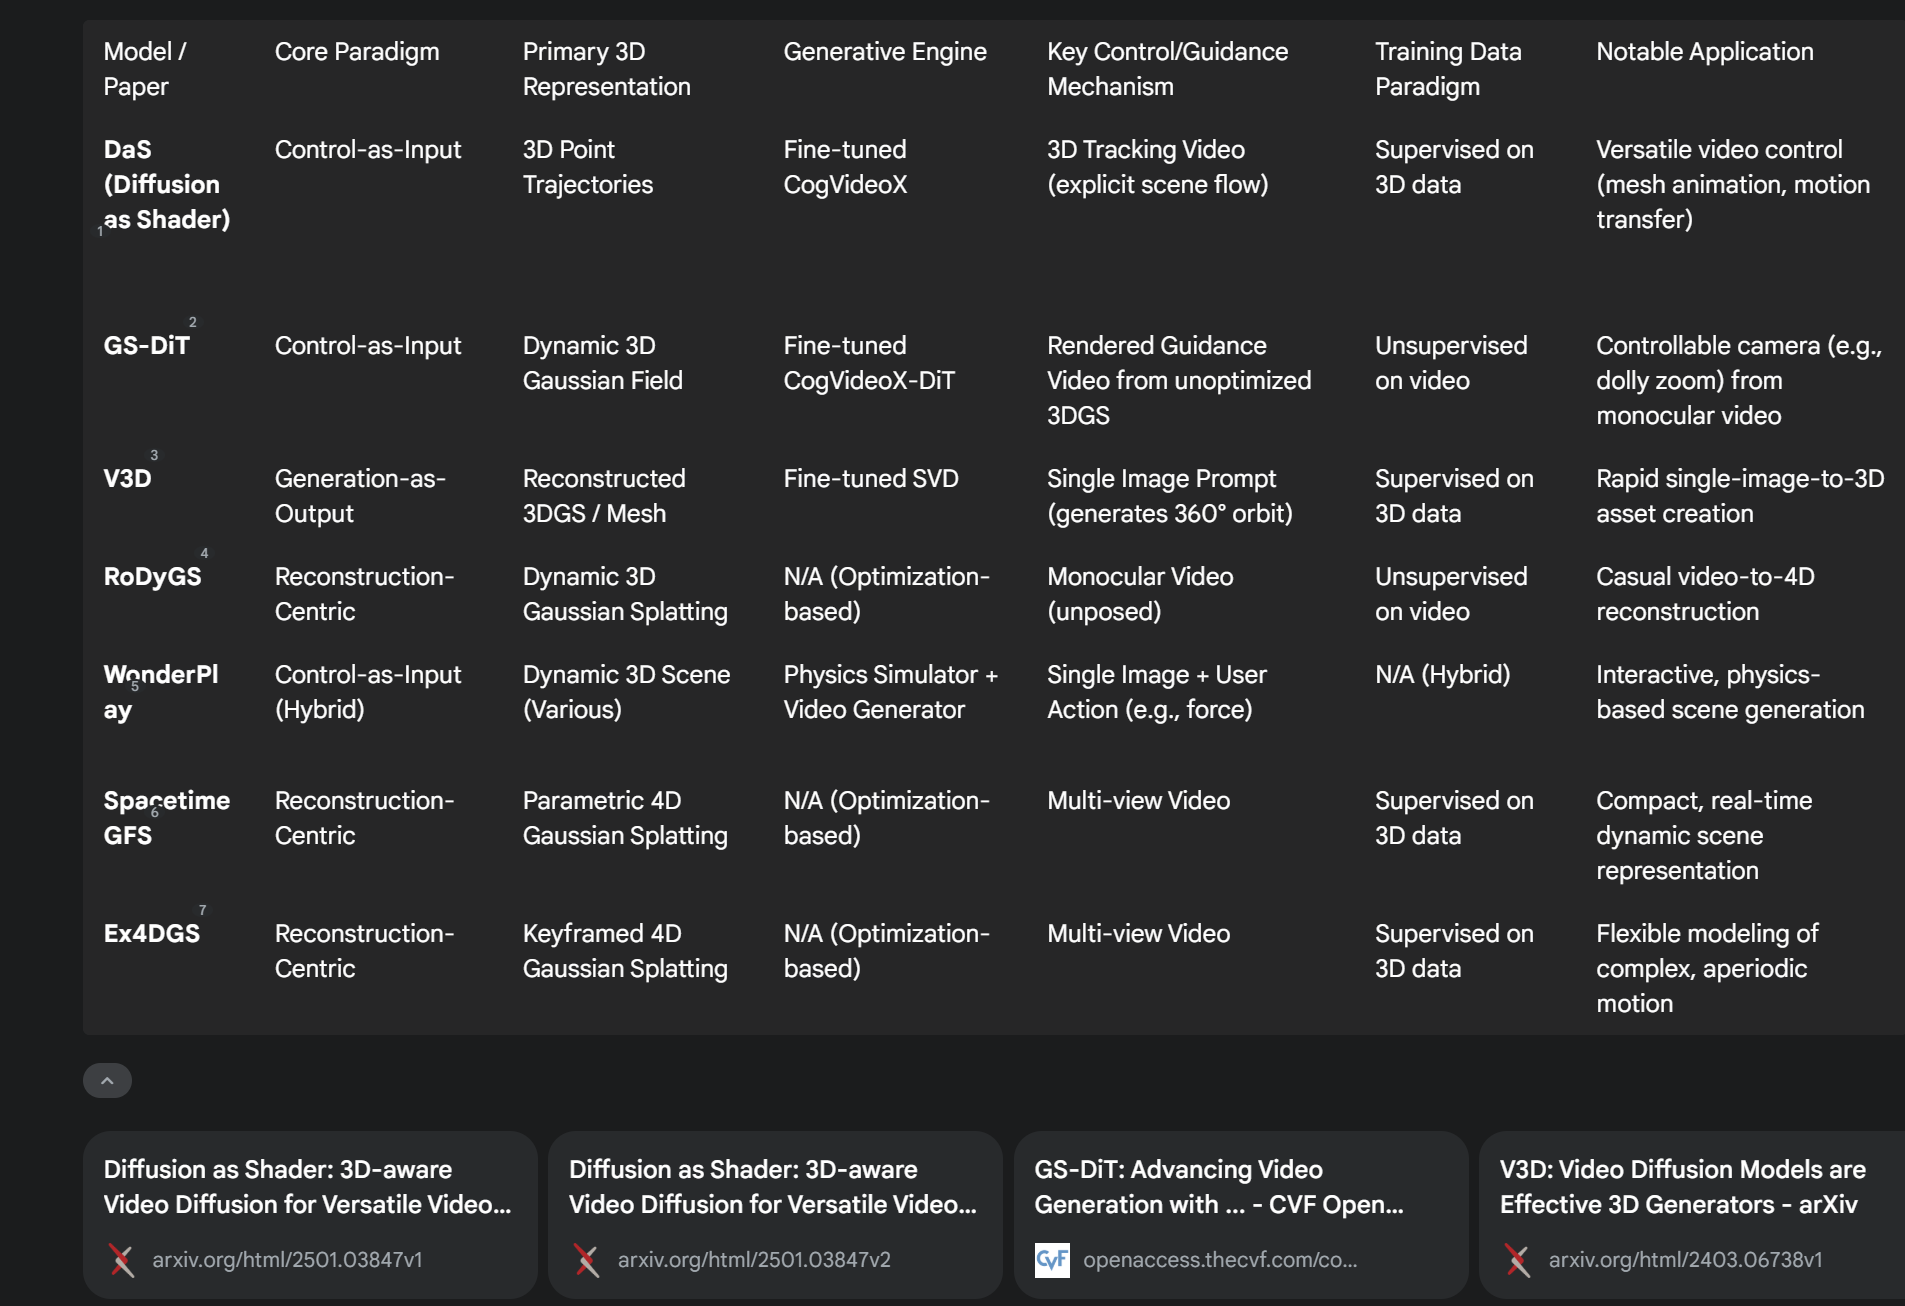 Model / Paper
Core Paradigm
Primary 3D Representation
Generative Engine
Key Control/Guidance Mechanism
Training Data Paradigm
Notable Application
DaS (Diffusion as Shader) 1
Control-as-Input
3D Point Trajectories
Fine-tuned CogVideoX
3D Tracking Video (explicit scene flow)
Supervised on 3D data
Versatile video control (mesh animation, motion transfer)
GS-DiT 2
Control-as-Input
Dynamic 3D Gaussian Field
Fine-tuned CogVideoX-DiT
Rendered Guidance Video from unoptimized 3DGS
Unsupervised on video
Controllable camera (e.g., dolly zoom) from monocular video
V3D 3
Generation-as-Output
Reconstructed 3DGS / Mesh
Fine-tuned SVD
Single Image Prompt (generates 360° orbit)
Supervised on 3D data
Rapid single-image-to-3D asset creation
RoDyGS 4
Reconstruction-Centric
Dynamic 3D Gaussian Splatting
N/A (Optimization-based)
Monocular Video (unposed)
Unsupervised on video
Casual video-to-4D reconstruction
WonderPlay 5
Control-as-Input (Hybrid)
Dynamic 3D Scene (Various)
Physics Simulator + Video Generator
Single Image + User Action (e.g., force)
N/A (Hybrid)
Interactive, physics-based scene generation
Spacetime GFS 6
Reconstruction-Centric
Parametric 4D Gaussian Splatting
N/A (Optimization-based)
Multi-view Video
Supervised on 3D data
Compact, real-time dynamic scene representation
Ex4DGS 7
Reconstruction-Centric
Keyframed 4D Gaussian Splatting
N/A (Optimization-based)
Multi-view Video
Supervised on 3D data
Flexible modeling of complex, aperiodic motion
Diffusion as Shader: 3D-aware
Video Diffusion for Versatile Video...
arxiv.org/html/2501.03847v1
Diffusion as Shader: 3D-aware
Video Diffusion for Versatile Video...
arxiv.org/html/2501.03847v2
GS-DiT: Advancing Video
Generation with ... - CVF Open...
CVF
openaccess.thecvf.com/co...
V3D: Video Diffusion Models are
Effective 3D Generators - arXiv
arxiv.org/html/2403.06738v1